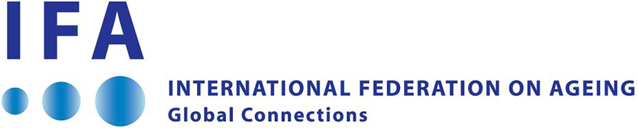 IFA
INTERNATIONAL FEDERATION ON AGEING
Global Connections